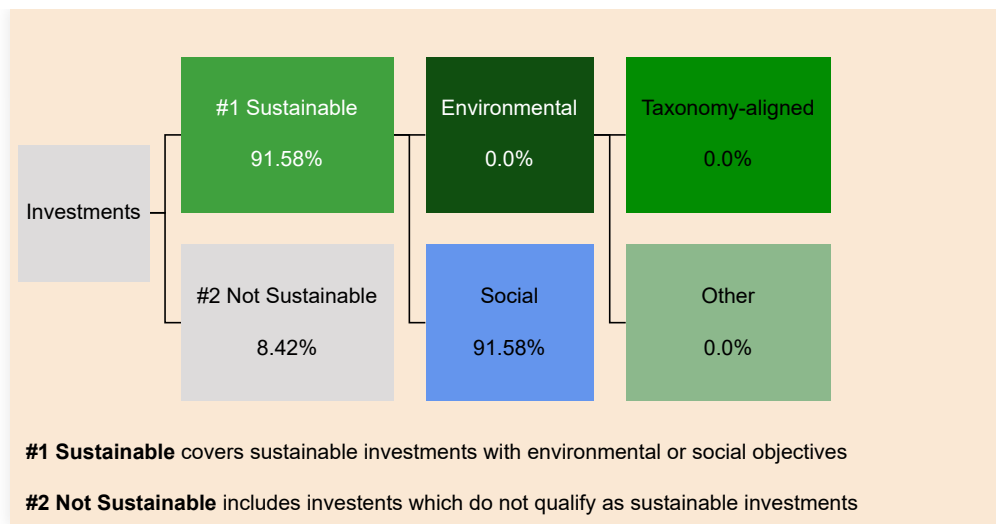 #1 Sustainable
91.58%
Environmental
0.0%
Taxonomy-aligned
0.0%
Investments
#2 Not Sustainable
8.42%
Social
91.58%
Other
0.0%
#1 Sustainable covers sustainable investments with environmental or social objectives
#2 Not Sustainable includes investents which do not qualify as sustainable investments